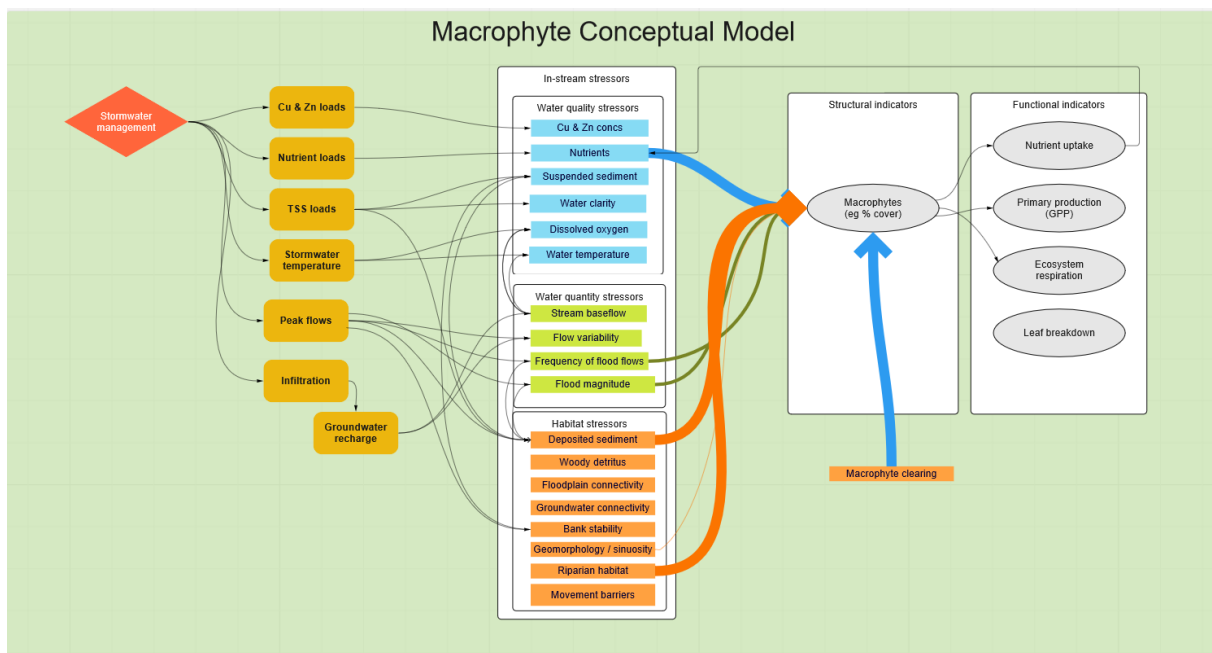 Macrophyte Conceptual Model
Stormwater
management
Cu & Zn loads
Nutrient loads
TSS loads
Stormwater
temperature
Peak flows
Infiltration
Groundwater
recharge
In-stream stressors
Water quality stressors
Cu & Zn concs
Nutrients
Suspended sediment
Water clarity
Dissolved oxygen
Water temperature
Water quantity stressors
Stream baseflow
Flow variability
Frequency of flood flows
Flood magnitude
Habitat stressors
Deposited sediment
Woody detritus
Floodplain connectivity
Groundwater connectivity
Bank stability
Geomorphology / sinuosity
Riparian habitat
Movement barriers
Structural indicators
Macrophytes
(eg % cover)
Macrophyte clearing
Functional indicators
Nutrient uptake
Primary production
(GPP)
Ecosystem
respiration
Leaf breakdown